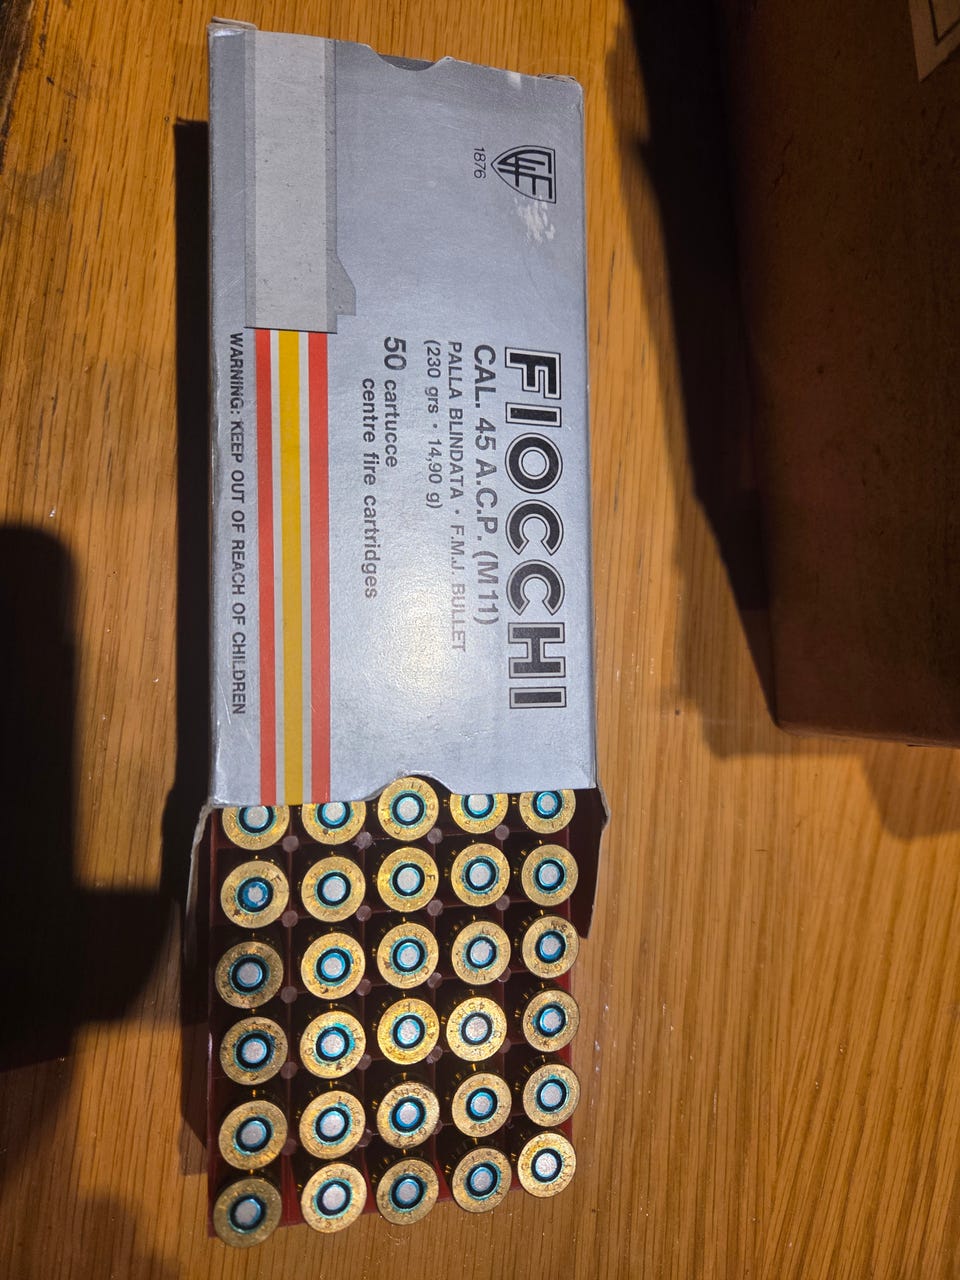 GF
1876
FIOCCHI
CAL. 45 A.C.P. (M11)
PALLA BLINDATA • F.M.J. BULLET
(230 grs • 14,90 g)
50 cartucce
centre fire cartridges
WARNING: KEEP OUT OF REACH OF CHILDREN